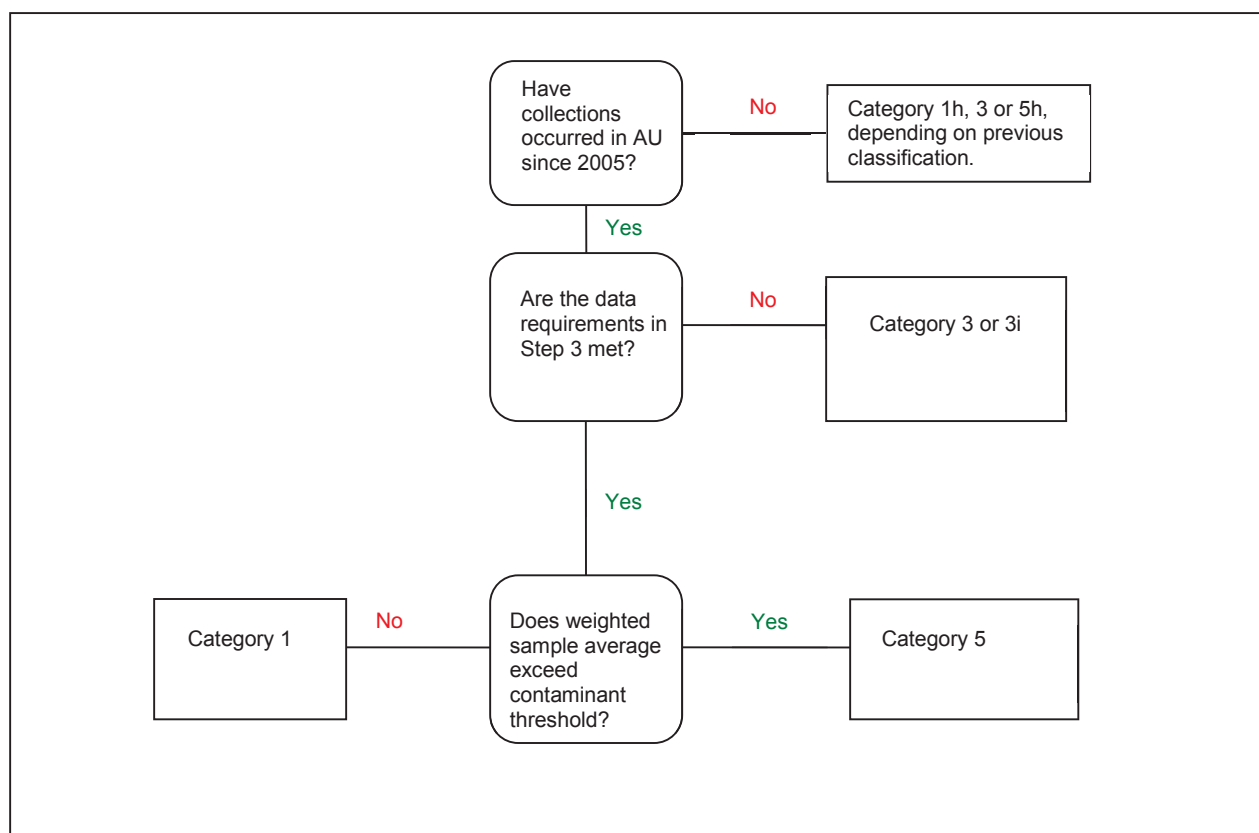 Have
collections
occurred in AU
since 2005?
No
Category 1h, 3 or 5h,
depending on previous
classification.
Yes
Are the data
requirements in
Step 3 met?
No
Category 3 or 3i
Yes
Category 1
No
Does weighted
sample average
exceed
contaminant
threshold?
Yes
Category 5